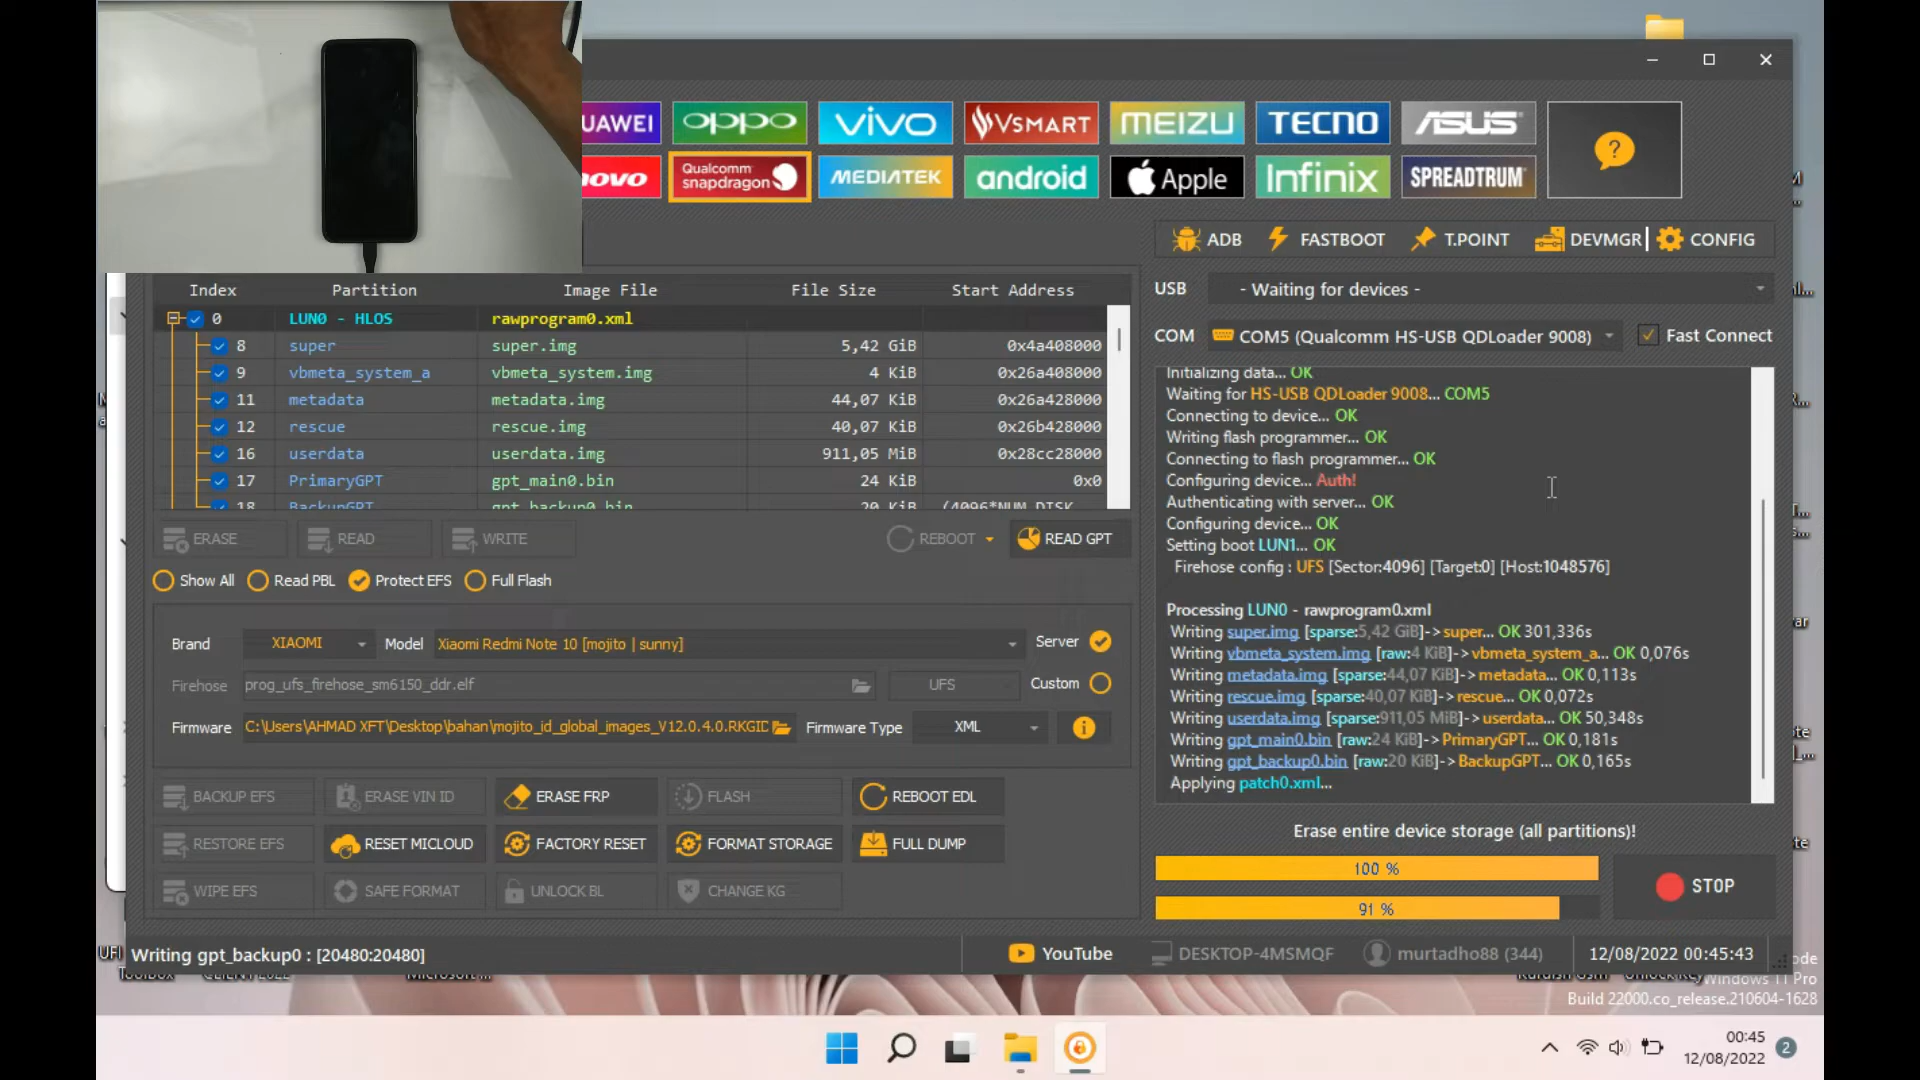 UAWEI
oppo
vivo
VSMART
MEIZU
TECNO
ASUS
?
novo
Qualcomm
snapdragon
MEDIATEK
android
Apple
Infinix
SPREADTRUM
ADB
FASTBOOT
T.POINT
DEVMGR
CONFIG
USB
- Waiting for devices -
COM
COM5 (Qualcomm HS-USB QDLoader 9008)
Fast Connect
Index Partition Image File File Size Start Address
0 LUN0 - HLOS rawprogram0.xml
8 super super.img 5,42 GiB 0x4a408000
9 vbmeta_system_a vbmeta_system.img 4 KiB 0x26a408000
11 metadata metadata.img 44,07 KiB 0x26a428000
12 rescue rescue.img 40,07 KiB 0x26b428000
16 userdata userdata.img 911,05 MiB 0x28cc28000
17 PrimaryGPT gpt_main0.bin 24 KiB 0x0
18 BackupGPT gpt_backup0.bin 20 KiB (4096*NUM_DISK
ERASE READ WRITE REBOOT READ GPT
Show All Read PBL Protect EFS Full Flash
Brand XIAOMI Model Xiaomi Redmi Note 10 [mojito | sunny] Server
Firehose prog_ufs_firehose_sm6150_ddr.elf UFS Custom
Firmware C:\Users\AHMAD XFT\Desktop\bahan\mojito_id_global_images_V12.0.4.0.RKGID Firmware Type XML
BACKUP EFS ERASE VIN ID ERASE FRP FLASH REBOOT EDL
RESTORE EFS RESET MICLOUD FACTORY RESET FORMAT STORAGE FULL DUMP
WIPE EFS SAFE FORMAT UNLOCK BL CHANGE KG
Initializing data... OK
Waiting for HS-USB QDLoader 9008... COM5
Connecting to device... OK
Writing flash programmer... OK
Connecting to flash programmer... OK
Configuring device... Auth!
Authenticating with server... OK
Configuring device... OK
Setting boot LUN1... OK
Firehose config : UFS [Sector:4096] [Target:0] [Host:1048576]
Processing LUN0 - rawprogram0.xml
Writing super.img [sparse:5,42 GiB]->super... OK 301,336s
Writing vbmeta_system.img [raw:4 KiB]->vbmeta_system_a... OK 0,076s
Writing metadata.img [sparse:44,07 KiB]->metadata... OK 0,113s
Writing rescue.img [sparse:40,07 KiB]->rescue... OK 0,072s
Writing userdata.img [sparse:911,05 MiB]->userdata... OK 50,348s
Writing gpt_main0.bin [raw:24 KiB]->PrimaryGPT... OK 0,181s
Writing gpt_backup0.bin [raw:20 KiB]->BackupGPT... OK 0,165s
Applying patch0.xml...
Erase entire device storage (all partitions)!
100 %
91 %
STOP
Writing gpt_backup0 : [20480:20480]
YouTube
DESKTOP-4MSMQF
murtadho88 (344)
12/08/2022 00:45:43
UFI
Toolbox
Microsoft ...
ode
Windows 11 Pro
Build 22000.co_release.210604-1628
00:45
12/08/2022
2